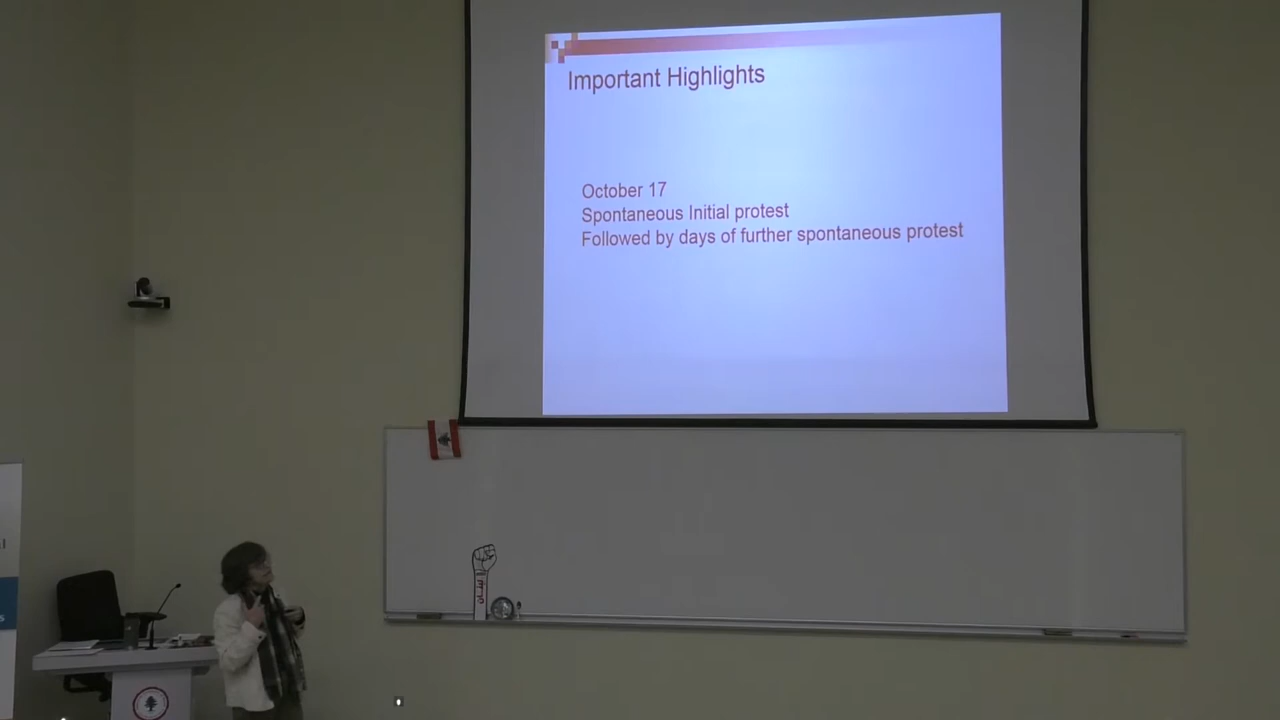 Important Highlights
October 17
Spontaneous Initial protest
Followed by days of further spontaneous protest